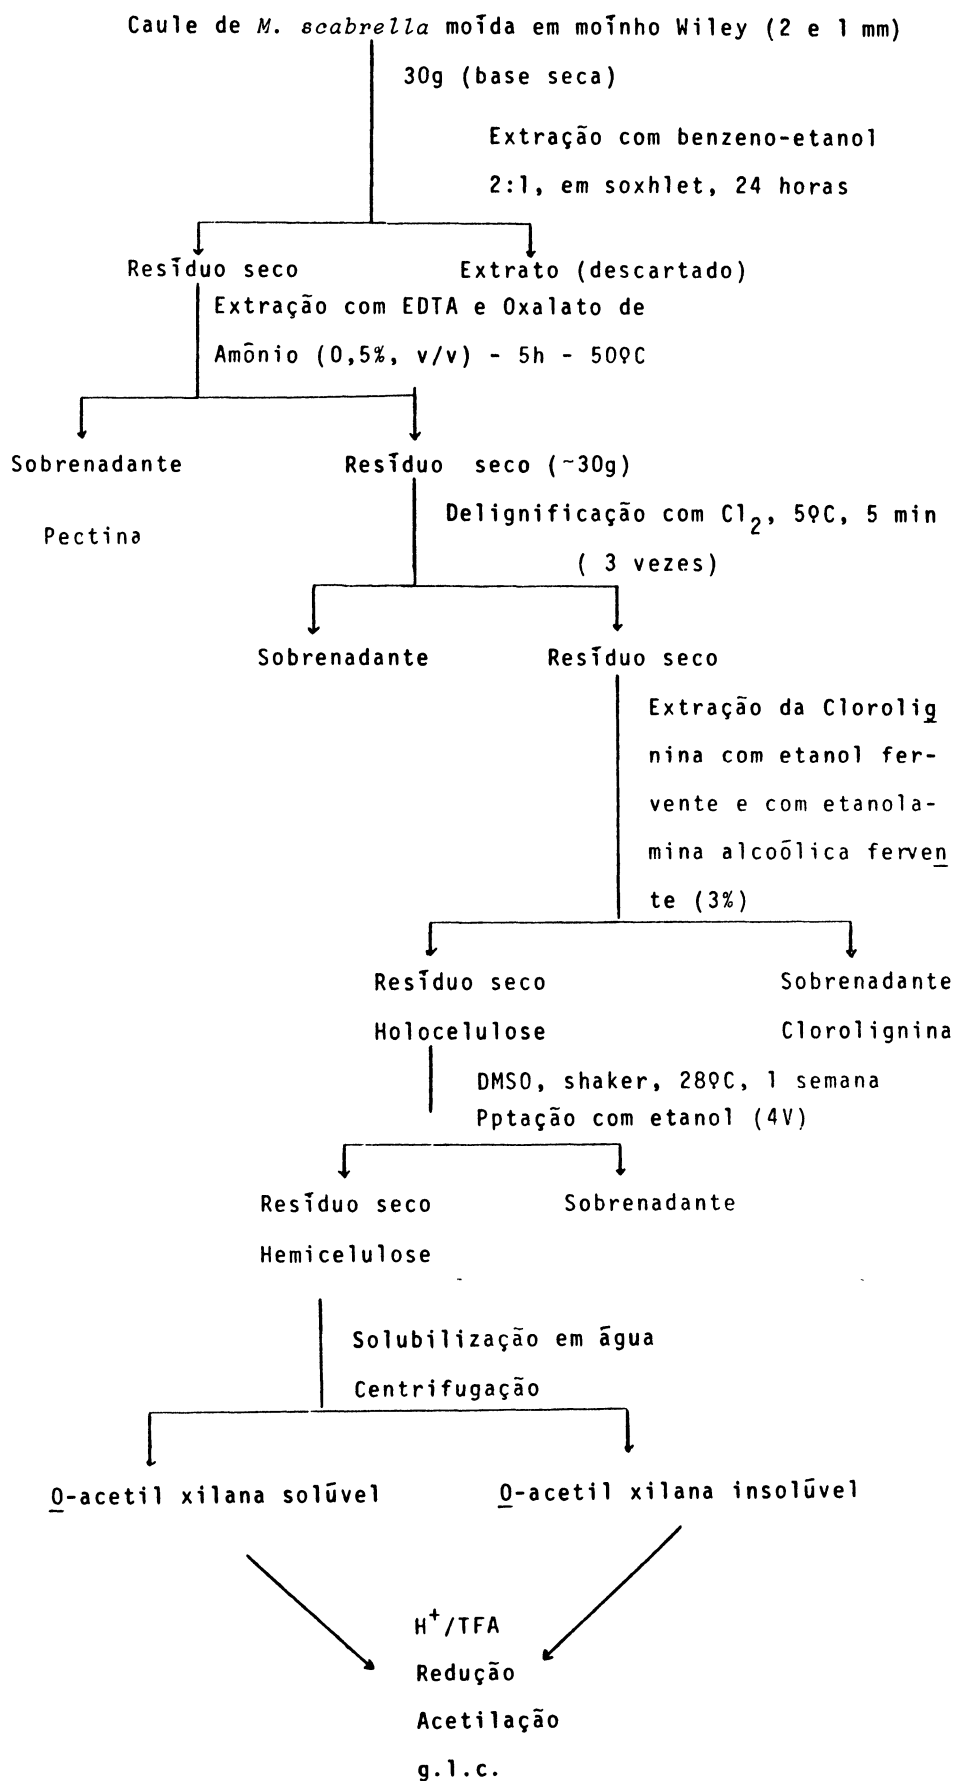 Caule de M. scabrella moída em moínho Wiley (2 e 1 mm)
30g (base seca)
Extração com benzeno-etanol
2:1, em soxhlet, 24 horas
Resíduo seco
Extrato (descartado)
Extração com EDTA e Oxalato de
Amônio (0,5%, v/v) - 5h - 50ºC
Sobrenadante
Resíduo seco (~30g)
Pectina
Delignificação com Cl₂, 5ºC, 5 min
( 3 vezes)
Sobrenadante
Resíduo seco
Extração da Clorolig
nina com etanol fer-
vente e com etanola-
mina alcoólica ferven
te (3%)
Resíduo seco
Sobrenadante
Holocelulose
Clorolignina
DMSO, shaker, 28ºC, 1 semana
Pptação com etanol (4V)
Resíduo seco
Sobrenadante
Hemicelulose
Solubilização em água
Centrifugação
O-acetil xilana solúvel
O-acetil xilana insolúvel
H⁺/TFA
Redução
Acetilação
g.l.c.